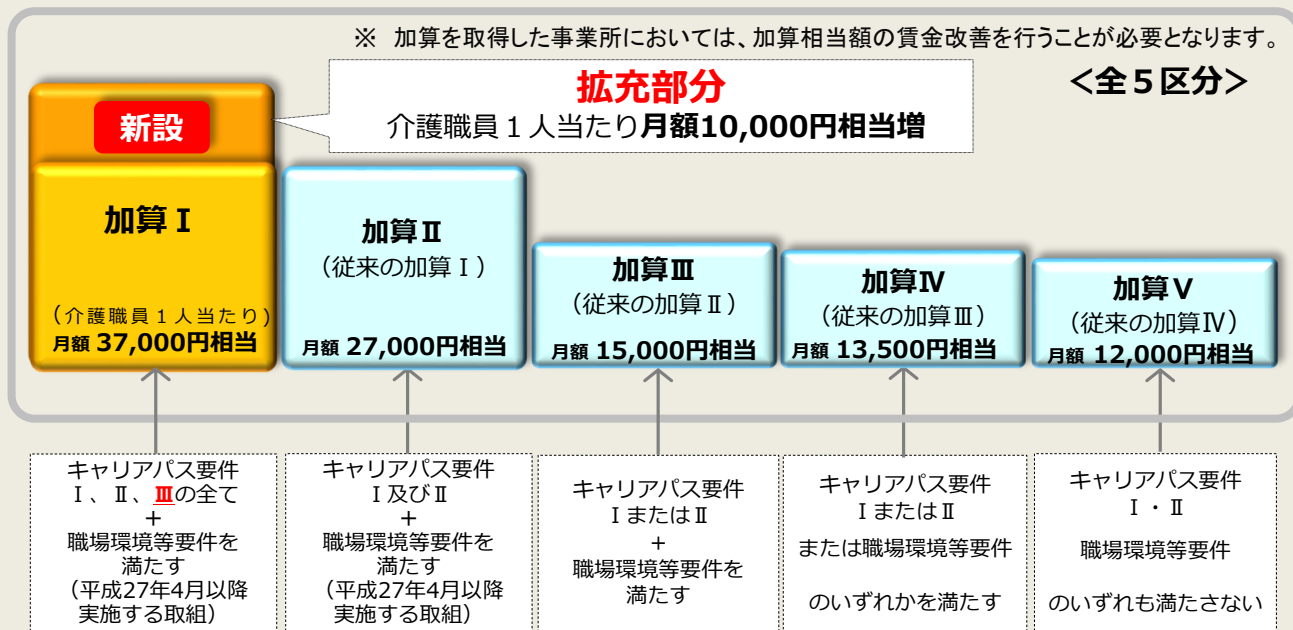 ※ 加算を取得した事業所においては、加算相当額の賃金改善を行うことが必要となります。
<全5区分>
拡充部分
介護職員1人当たり月額10,000円相当増
新設
加算Ⅰ
(介護職員1人当たり)
月額 37,000円相当
加算Ⅱ
(従来の加算Ⅰ)
月額 27,000円相当
加算Ⅲ
(従来の加算Ⅱ)
月額 15,000円相当
加算Ⅳ
(従来の加算Ⅲ)
月額 13,500円相当
加算Ⅴ
(従来の加算Ⅳ)
月額 12,000円相当
キャリアパス要件
Ⅰ、Ⅱ、Ⅲの全て
+
職場環境等要件を
満たす
(平成27年4月以降
実施する取組)
キャリアパス要件
Ⅰ及びⅡ
+
職場環境等要件を
満たす
(平成27年4月以降
実施する取組)
キャリアパス要件
ⅠまたはⅡ
+
職場環境等要件を
満たす
キャリアパス要件
ⅠまたはⅡ
または職場環境等要件
のいずれかを満たす
キャリアパス要件
Ⅰ・Ⅱ
職場環境等要件
のいずれも満たさない